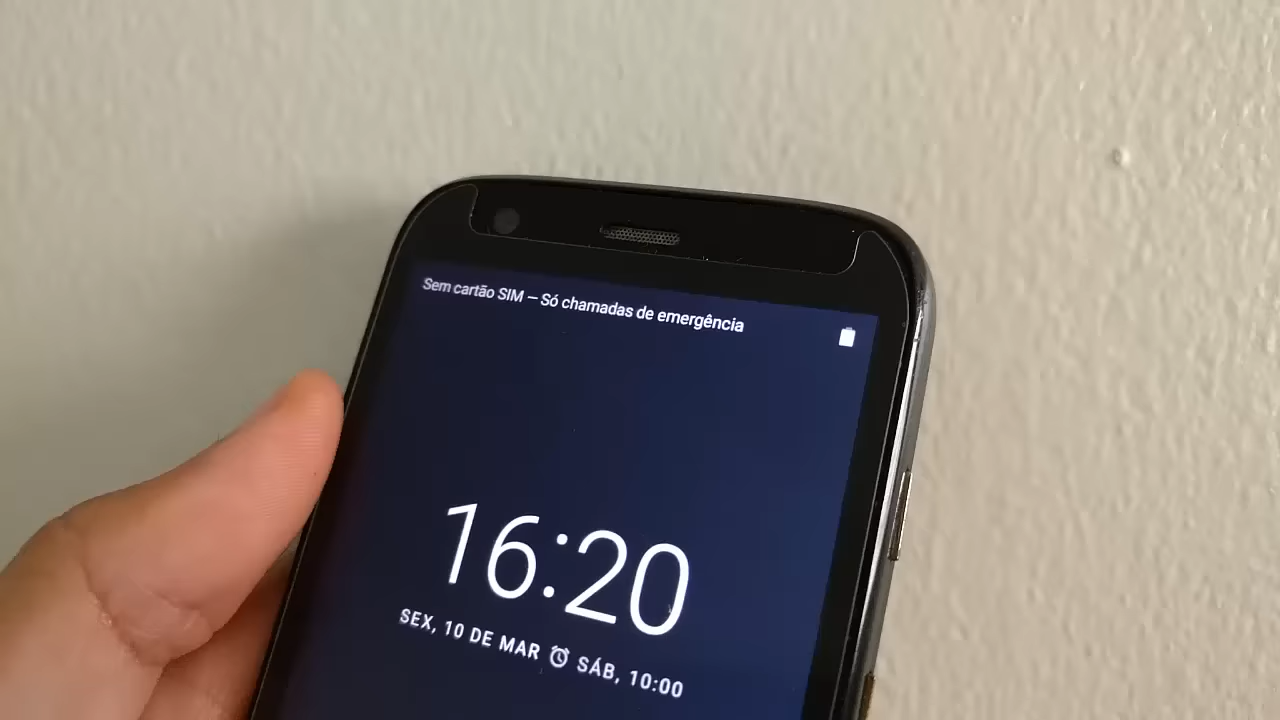 Sem cartão SIM — Só chamadas de emergência
16:20
SEX, 10 DE MAR SÁB, 10:00